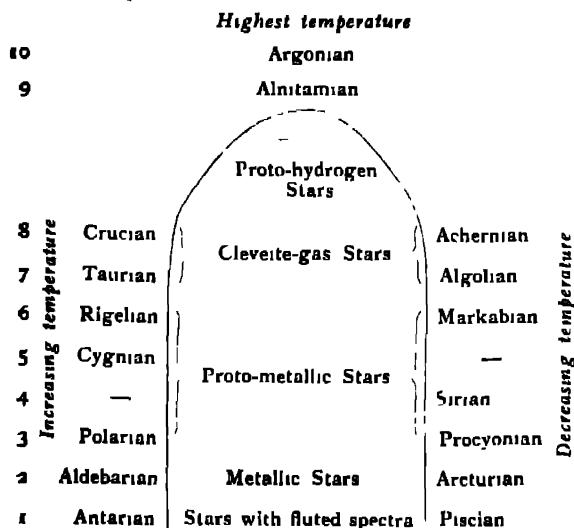 Highest temperature
10 Argonian
9 Alnitamian
Proto-hydrogen
Stars
8 Crucian Achernian
Cleveite-gas Stars
7 Taurian Algolian
6 Rigelian Markabian
5 Cygnian —
Proto-metallic Stars
4 — Sirian
3 Polarian Procyonian
2 Aldebarian Metallic Stars Arcturian
1 Antarian Stars with fluted spectra Piscian
Increasing temperature
Decreasing temperature